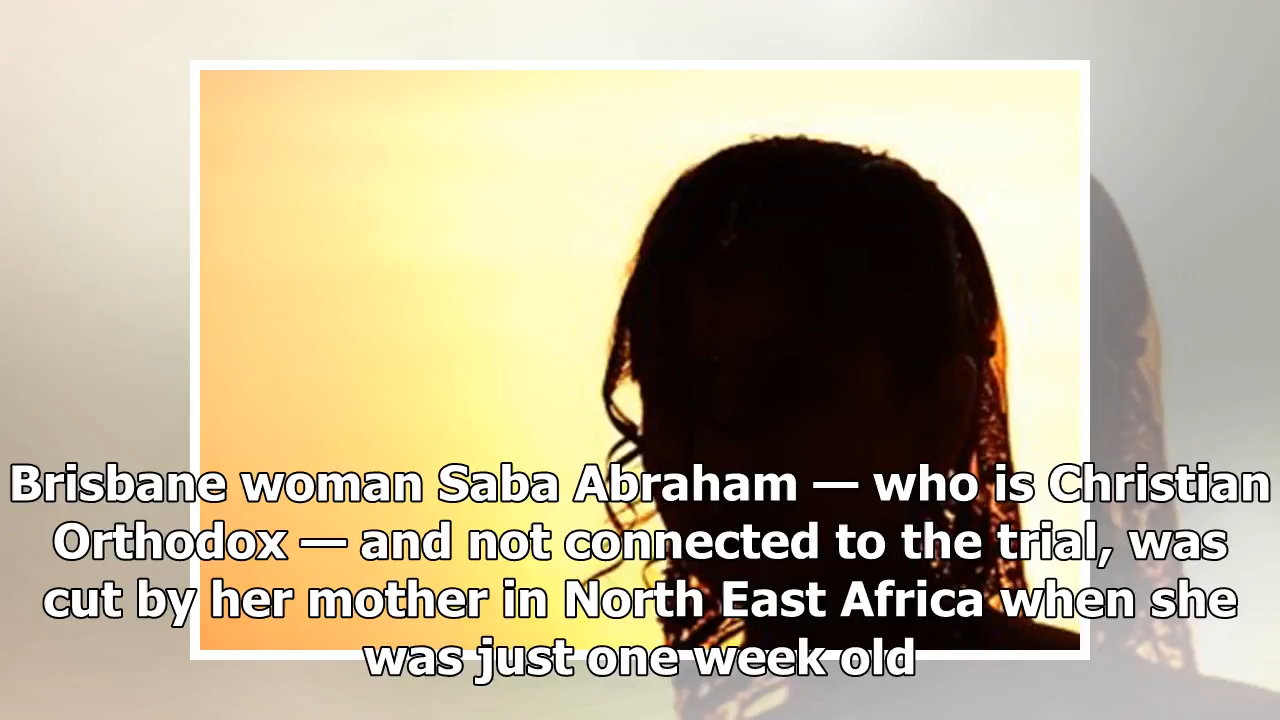 Brisbane woman Saba Abraham — who is Christian
Orthodox — and not connected to the trial, was
cut by her mother in North East Africa when she
was just one week old